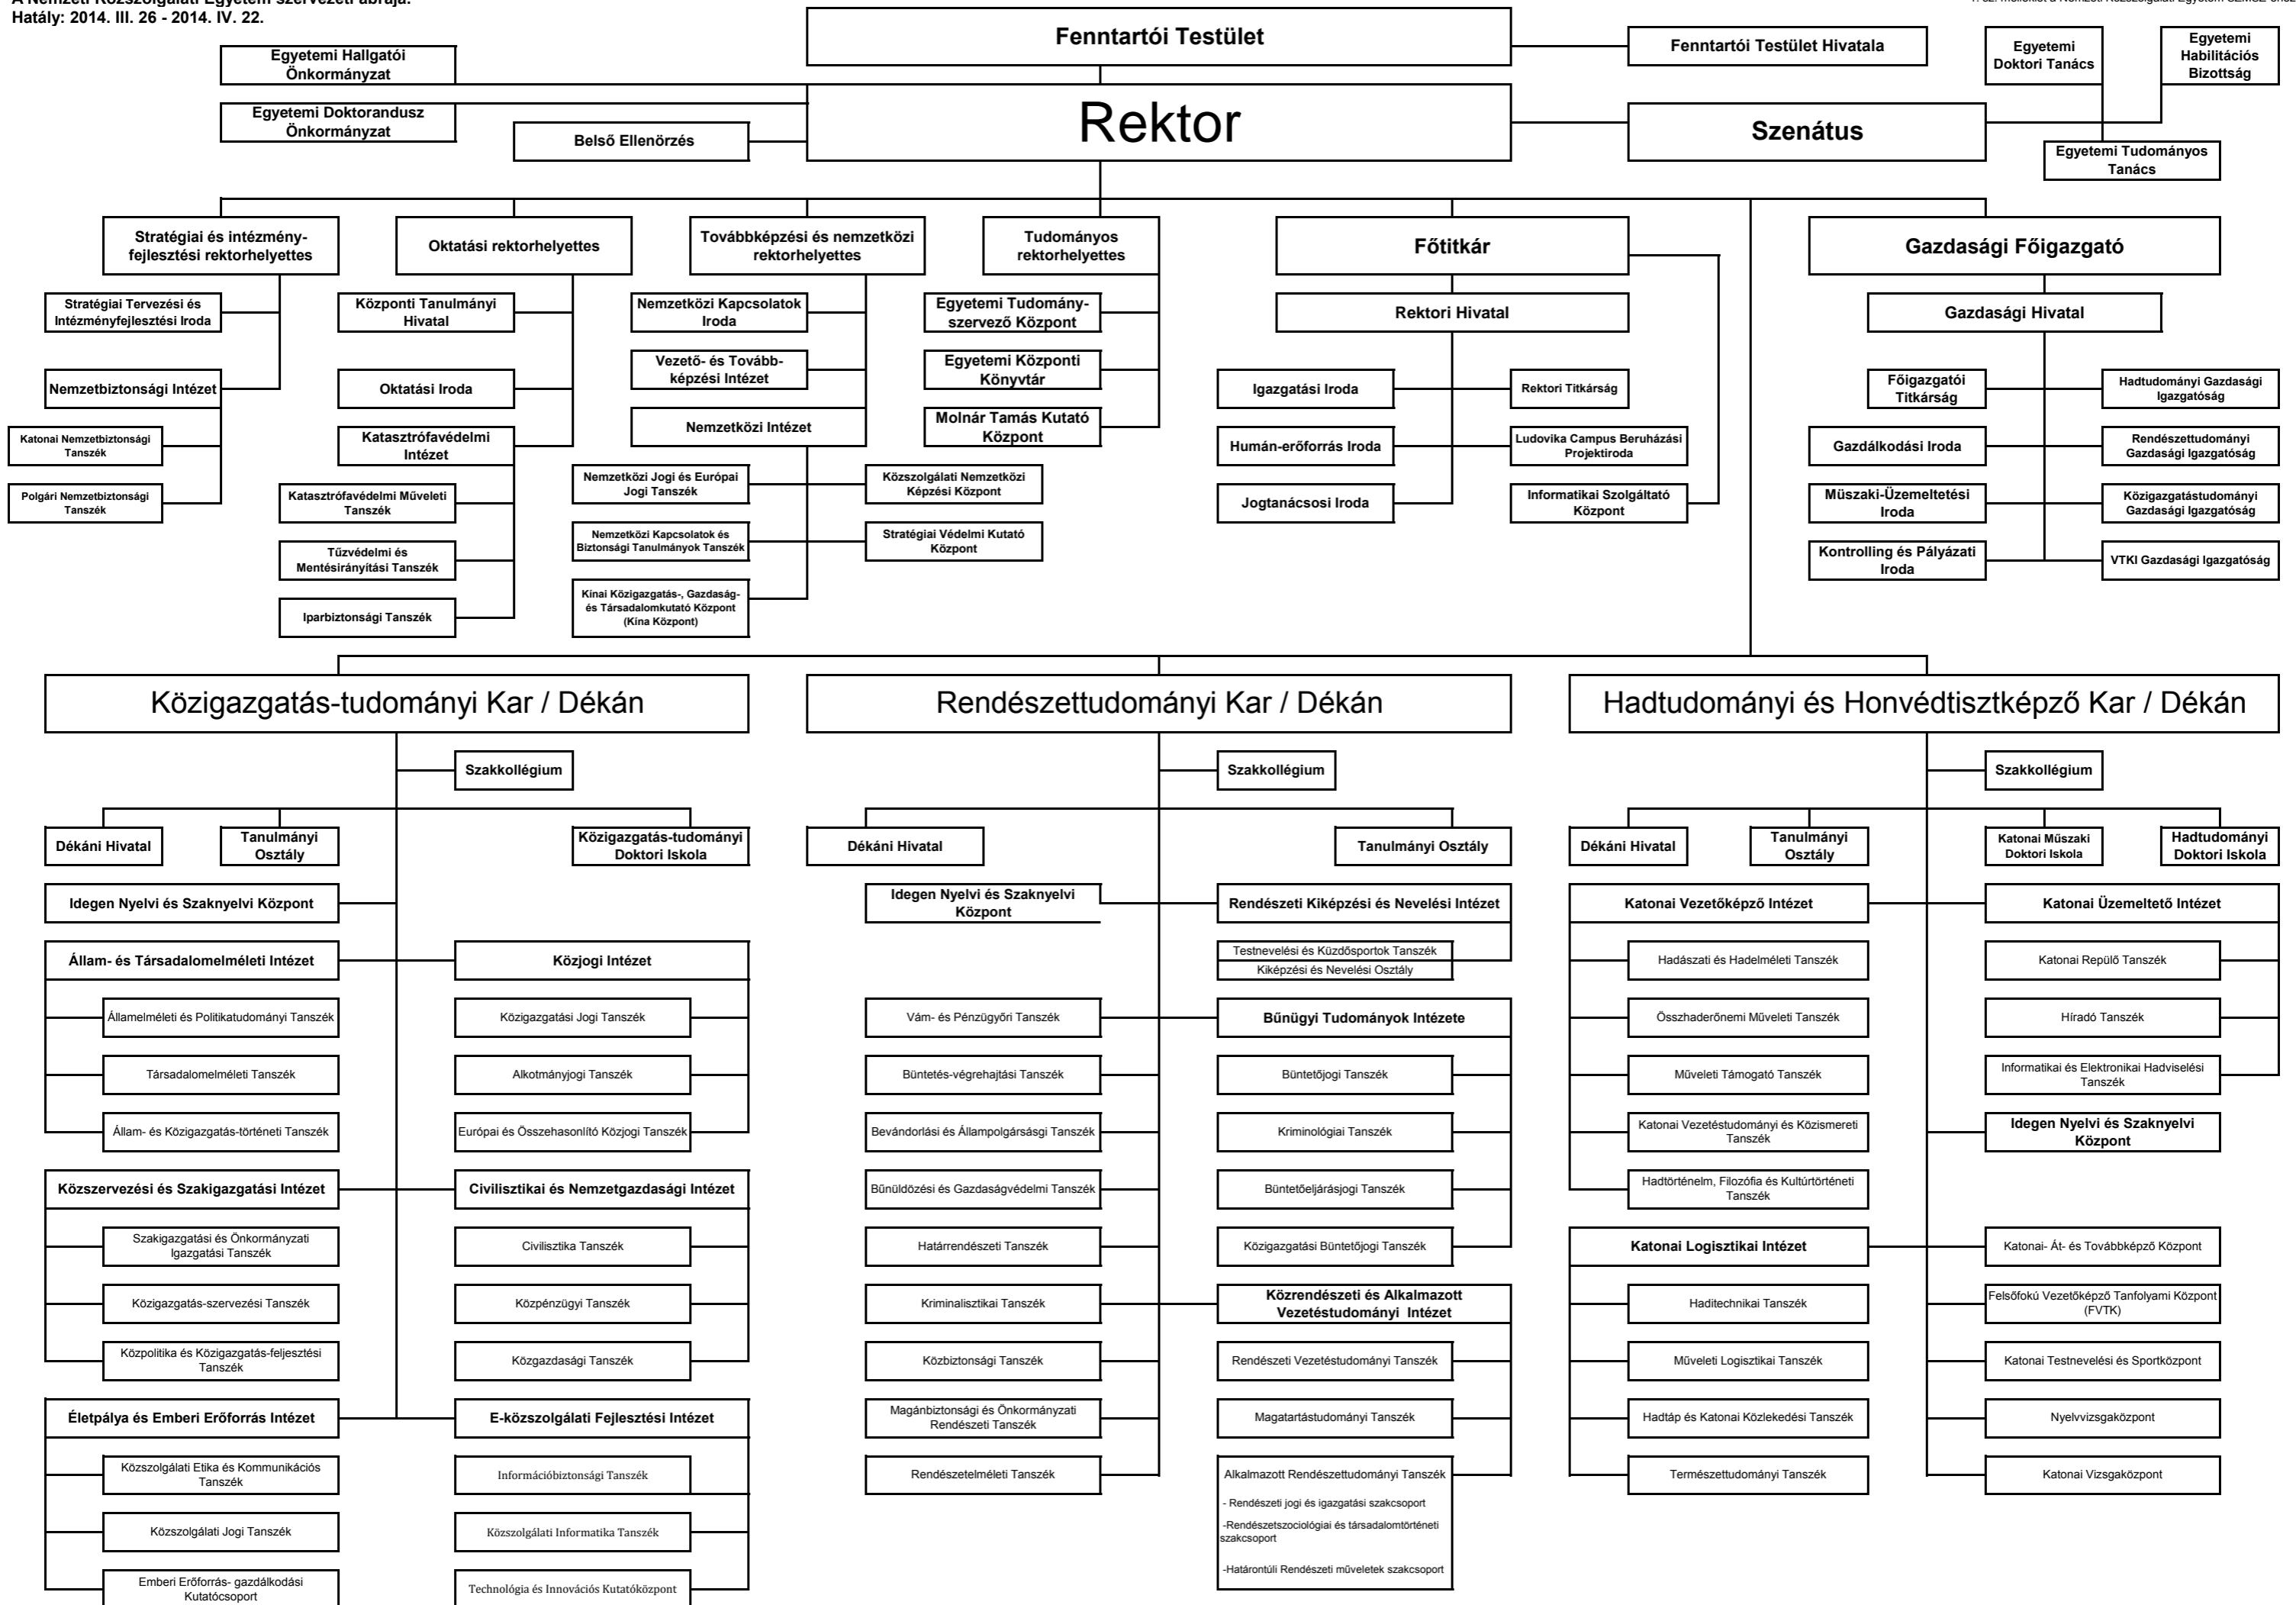 A Nemzeti Közszolgálati Egyetem szervezeti ábrája.
Hatály: 2014. III. 26 - 2014. IV. 22.
1. sz. melléklet a Nemzeti Közszolgálati Egyetem SZMSZ-éhez
Fenntartói Testület
Fenntartói Testület Hivatala
Egyetemi
Doktori Tanács
Egyetemi
Habilitációs
Bizottság
Egyetemi Hallgatói
Önkormányzat
Egyetemi Doktorandusz
Önkormányzat
Belső Ellenőrzés
Rektor
Szenátus
Egyetemi Tudományos
Tanács
Stratégiai és intézmény-
fejlesztési rektorhelyettes
Oktatási rektorhelyettes
Továbbképzési és nemzetközi
rektorhelyettes
Tudományos
rektorhelyettes
Főtitkár
Gazdasági Főigazgató
Stratégiai Tervezési és
Intézményfejlesztési Iroda
Központi Tanulmányi
Hivatal
Nemzetközi Kapcsolatok
Iroda
Egyetemi Tudomány-
szervező Központ
Rektori Hivatal
Gazdasági Hivatal
Nemzetbiztonsági Intézet
Oktatási Iroda
Vezető- és Tovább-
képzési Intézet
Egyetemi Központi
Könyvtár
Igazgatási Iroda
Rektori Titkárság
Főigazgatói
Titkárság
Hadtudományi Gazdasági
Igazgatóság
Katonai Nemzetbiztonsági
Tanszék
Katasztrófavédelmi
Intézet
Nemzetközi Intézet
Molnár Tamás Kutató
Központ
Humán-erőforrás Iroda
Ludovika Campus Beruházási
Projektiroda
Gazdálkodási Iroda
Rendészettudományi
Gazdasági Igazgatóság
Polgári Nemzetbiztonsági
Tanszék
Katasztrófavédelmi Műveleti
Tanszék
Nemzetközi Jogi és Európai
Jogi Tanszék
Közszolgálati Nemzetközi
Képzési Központ
Jogtanácsosi Iroda
Informatikai Szolgáltató
Központ
Müszaki-Üzemeltetési
Iroda
Közigazgatástudományi
Gazdasági Igazgatóság
Tűzvédelmi és
Mentésirányítási Tanszék
Nemzetközi Kapcsolatok és
Biztonsági Tanulmányok Tanszék
Stratégiai Védelmi Kutató
Központ
Kontrolling és Pályázati
Iroda
VTKI Gazdasági Igazgatóság
Iparbiztonsági Tanszék
Kínai Közigazgatás-, Gazdaság-
és Társadalomkutató Központ
(Kína Központ)
Közigazgatás-tudományi Kar / Dékán
Rendészettudományi Kar / Dékán
Hadtudományi és Honvédtisztképző Kar / Dékán
Szakkollégium
Szakkollégium
Szakkollégium
Dékáni Hivatal
Tanulmányi
Osztály
Közigazgatás-tudományi
Doktori Iskola
Dékáni Hivatal
Tanulmányi Osztály
Dékáni Hivatal
Tanulmányi
Osztály
Katonai Műszaki
Doktori Iskola
Hadtudományi
Doktori Iskola
Idegen Nyelvi és Szaknyelvi Központ
Idegen Nyelvi és Szaknyelvi
Központ
Rendészeti Kiképzési és Nevelési Intézet
Katonai Vezetőképző Intézet
Katonai Üzemeltető Intézet
Állam- és Társadalomelméleti Intézet
Közjogi Intézet
Testnevelési és Küzdősportok Tanszék
Kiképzési és Nevelési Osztály
Hadászati és Hadelméleti Tanszék
Katonai Repülő Tanszék
Államelméleti és Politikatudományi Tanszék
Közigazgatási Jogi Tanszék
Vám- és Pénzügyőri Tanszék
Bűnügyi Tudományok Intézete
Összhaderőnemi Műveleti Tanszék
Híradó Tanszék
Társadalomelméleti Tanszék
Alkotmányjogi Tanszék
Büntetés-végrehajtási Tanszék
Büntetőjogi Tanszék
Műveleti Támogató Tanszék
Informatikai és Elektronikai Hadviselési
Tanszék
Állam- és Közigazgatás-történeti Tanszék
Európai és Összehasonlító Közjogi Tanszék
Bevándorlási és Állampolgársásgi Tanszék
Kriminológiai Tanszék
Katonai Vezetéstudományi és Közismereti
Tanszék
Idegen Nyelvi és Szaknyelvi
Központ
Közszervezési és Szakigazgatási Intézet
Civilisztikai és Nemzetgazdasági Intézet
Bűnüldözési és Gazdaságvédelmi Tanszék
Büntetőeljárásjogi Tanszék
Hadtörténelm, Filozófia és Kultúrtörténeti
Tanszék
Szakigazgatási és Önkormányzati
Igazgatási Tanszék
Civilisztika Tanszék
Határrendészeti Tanszék
Közigazgatási Büntetőjogi Tanszék
Katonai Logisztikai Intézet
Katonai- Át- és Továbbképző Központ
Közigazgatás-szervezési Tanszék
Közpénzügyi Tanszék
Kriminalisztikai Tanszék
Közrendészeti és Alkalmazott
Vezetéstudományi  Intézet
Haditechnikai Tanszék
Felsőfokú Vezetőképző Tanfolyami Központ
(FVTK)
Közpolitika és Közigazgatás-feljesztési
Tanszék
Közgazdasági Tanszék
Közbiztonsági Tanszék
Rendészeti Vezetéstudományi Tanszék
Műveleti Logisztikai Tanszék
Katonai Testnevelési és Sportközpont
Életpálya és Emberi Erőforrás Intézet
E-közszolgálati Fejlesztési Intézet
Magánbiztonsági és Önkormányzati
Rendészeti Tanszék
Magatartástudományi Tanszék
Hadtáp és Katonai Közlekedési Tanszék
Nyelvvizsgaközpont
Közszolgálati Etika és Kommunikációs
Tanszék
Információbiztonsági Tanszék
Rendészetelméleti Tanszék
Alkalmazott Rendészettudományi Tanszék
- Rendészeti jogi és igazgatási szakcsoport
-Rendészetszociológiai és társadalomtörténeti
szakcsoport
-Határontúli Rendészeti műveletek szakcsoport
Természettudományi Tanszék
Katonai Vizsgaközpont
Közszolgálati Jogi Tanszék
Közszolgálati Informatika Tanszék
Emberi Erőforrás- gazdálkodási
Kutatócsoport
Technológia és Innovációs Kutatóközpont